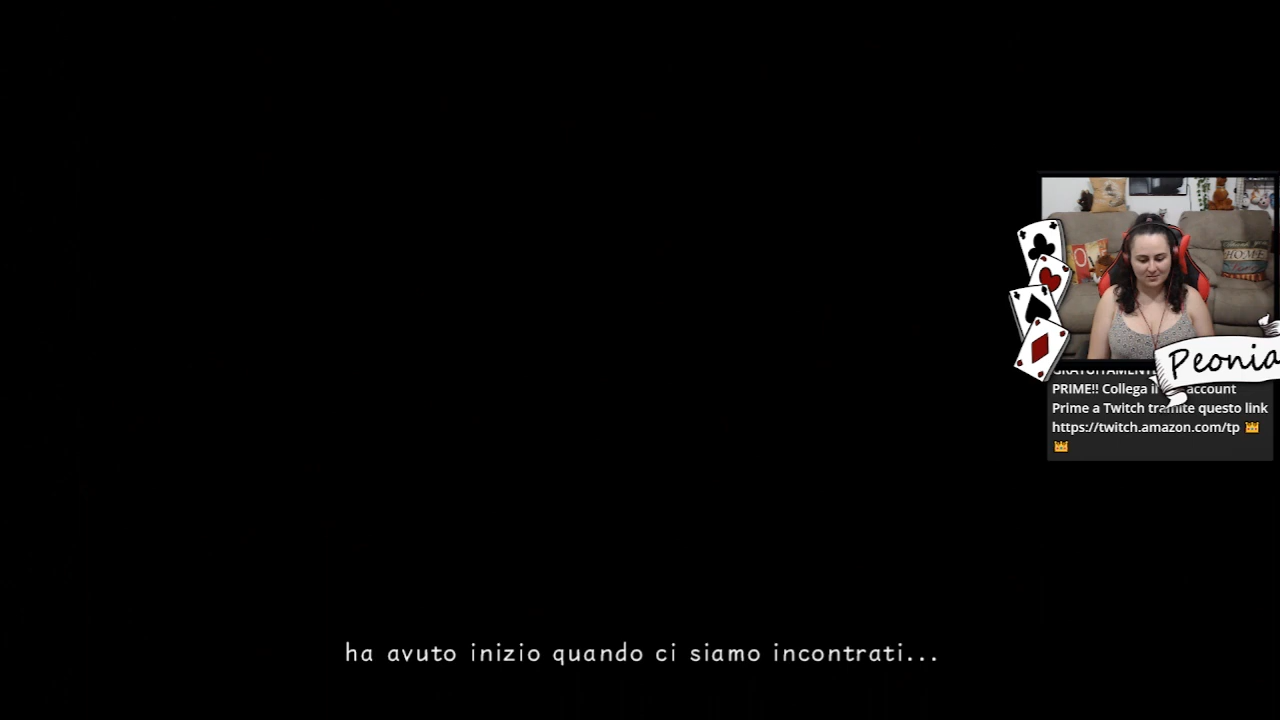 HOME
Peonia
PRIME!! Collega il account
Prime a Twitch tramite questo link
https://twitch.amazon.com/tp
ha avuto inizio quando ci siamo incontrati...